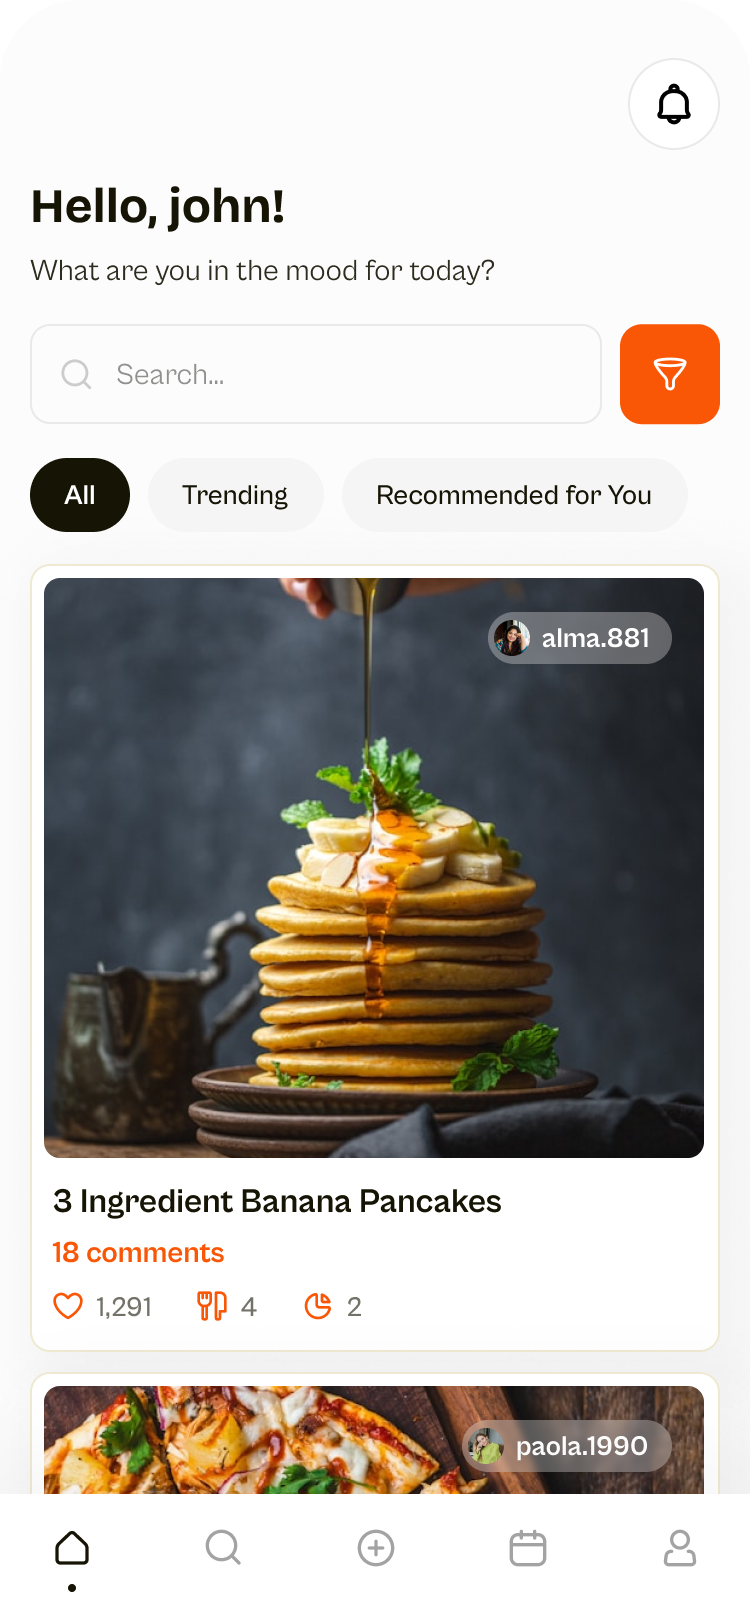 Hello, john!
What are you in the mood for today?
Search...
All
Trending
Recommended for You
alma.881
3 Ingredient Banana Pancakes
18 comments
1,291
4
2
paola.1990